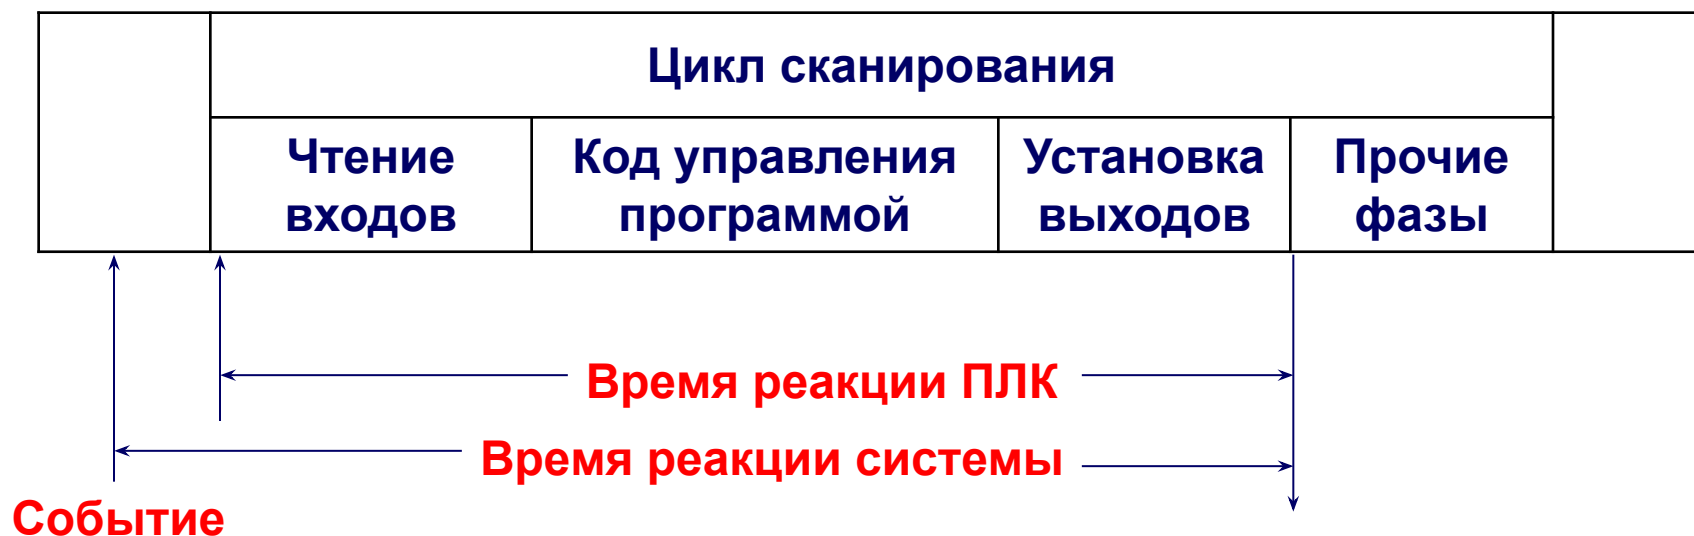 Цикл сканирования
Чтение
входов
Код управления
программой
Установка
выходов
Прочие
фазы
Время реакции ПЛК
Время реакции системы
Событие